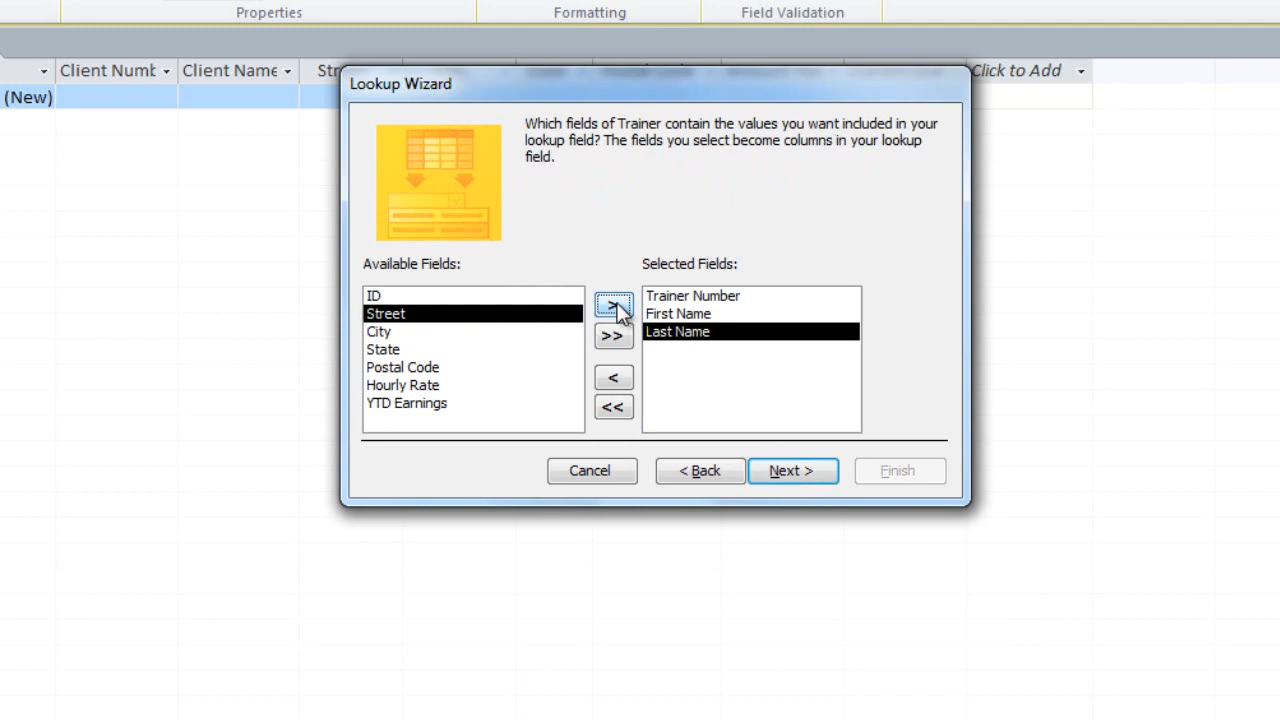 Properties Formatting Field Validation
Client Numb Client Name Str Click to Add
(New)
Lookup Wizard
Which fields of Trainer contain the values you want included in your
lookup field? The fields you select become columns in your lookup
field.
Available Fields:
ID
Street
City
State
Postal Code
Hourly Rate
YTD Earnings
>
>>
<
<<
Selected Fields:
Trainer Number
First Name
Last Name
Cancel < Back Next > Finish